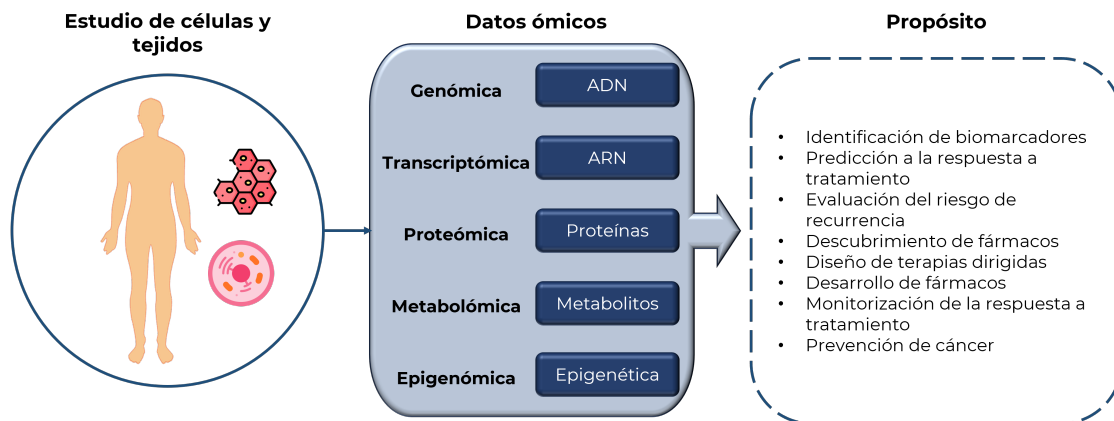 Estudio de células y
tejidos
Datos ómicos
Propósito
Genómica
ADN
Transcriptómica
ARN
Proteómica
Proteínas
Metabolómica
Metabolitos
Epigenómica
Epigenética
• Identificación de biomarcadores
• Predicción a la respuesta a
tratamiento
• Evaluación del riesgo de
recurrencia
• Descubrimiento de fármacos
• Diseño de terapias dirigidas
• Desarrollo de fármacos
• Monitorización de la respuesta a
tratamiento
• Prevención de cáncer